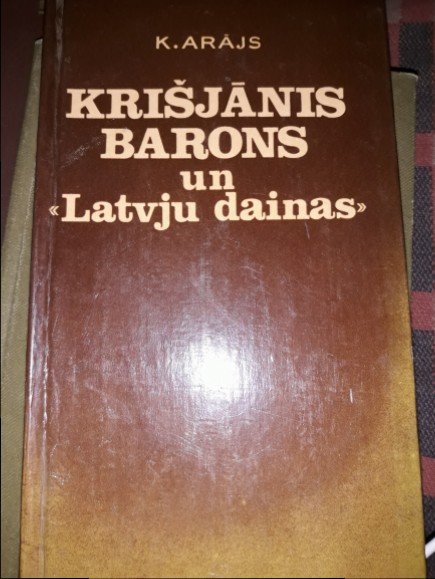 K. ARĀJS
KRIŠJĀNIS
BARONS
un
«Latvju dainas»